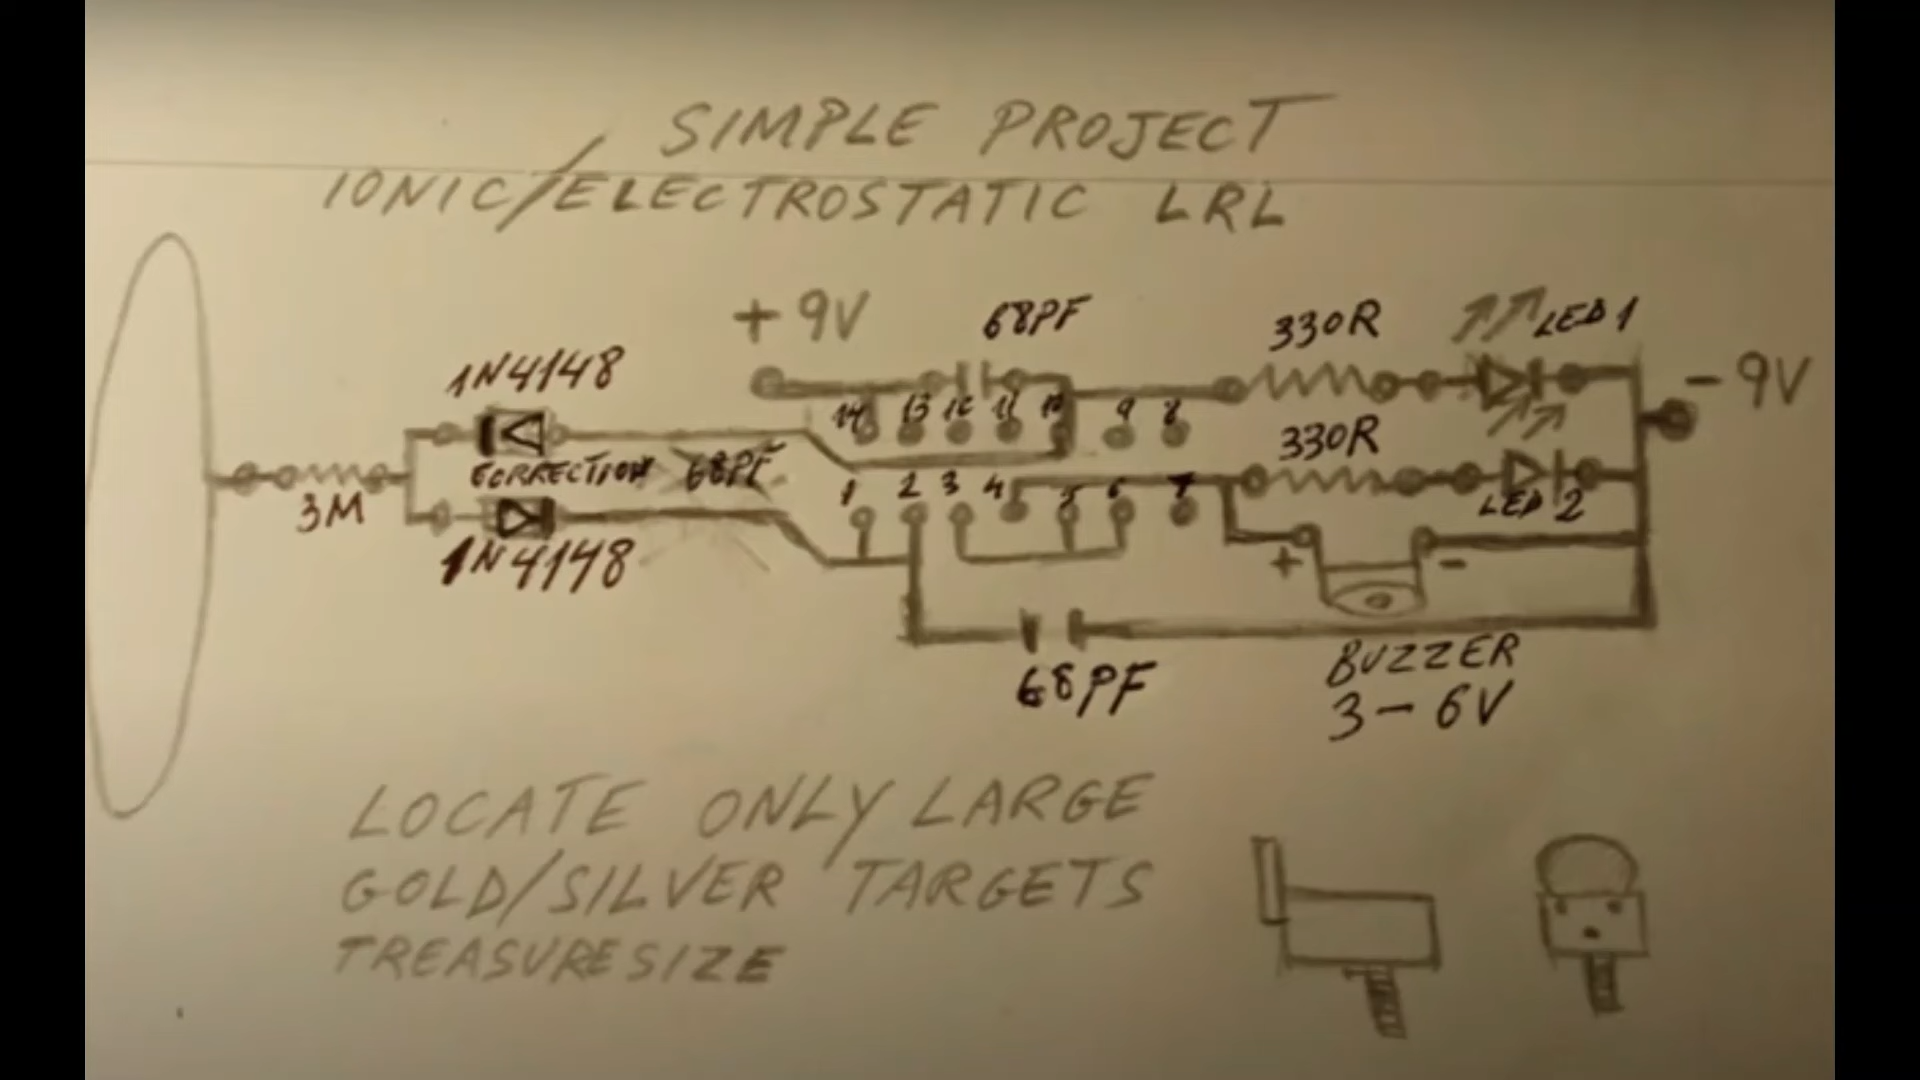 SIMPLE PROJECT
IONIC/ELECTROSTATIC LRL
+ 9V
68PF
330R
LED 1
- 9V
1N4148
14 13 12 11 10 9 8
330R
CORRECTION 68PF
3M
1 2 3 4 5 6 7
LED 2
1N4148
+ -
68PF
BUZZER
3-6V
LOCATE ONLY LARGE
GOLD/SILVER TARGETS
TREASURESIZE